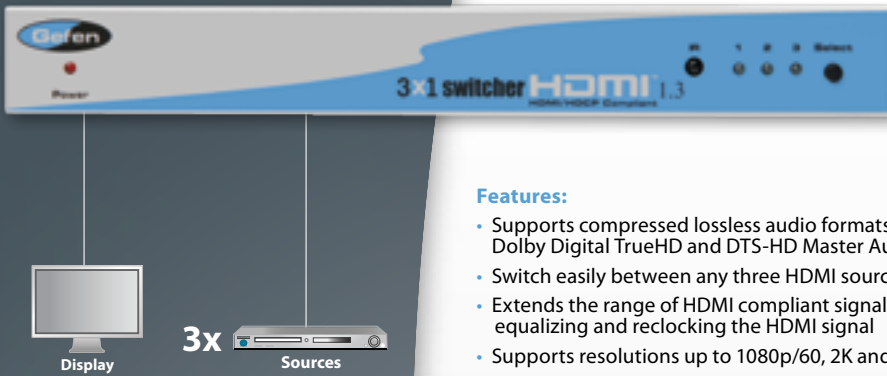 Gefen
Power
3x1 switcher HDMI 1.3
HDMI/HDCP Compliant
IR 1 2 3 Select
Display
3x
Sources
Features:
• Supports compressed lossless audio formats
Dolby Digital TrueHD and DTS-HD Master Au
• Switch easily between any three HDMI sourc
• Extends the range of HDMI compliant signal
equalizing and reclocking the HDMI signal
• Supports resolutions up to 1080p/60, 2K and